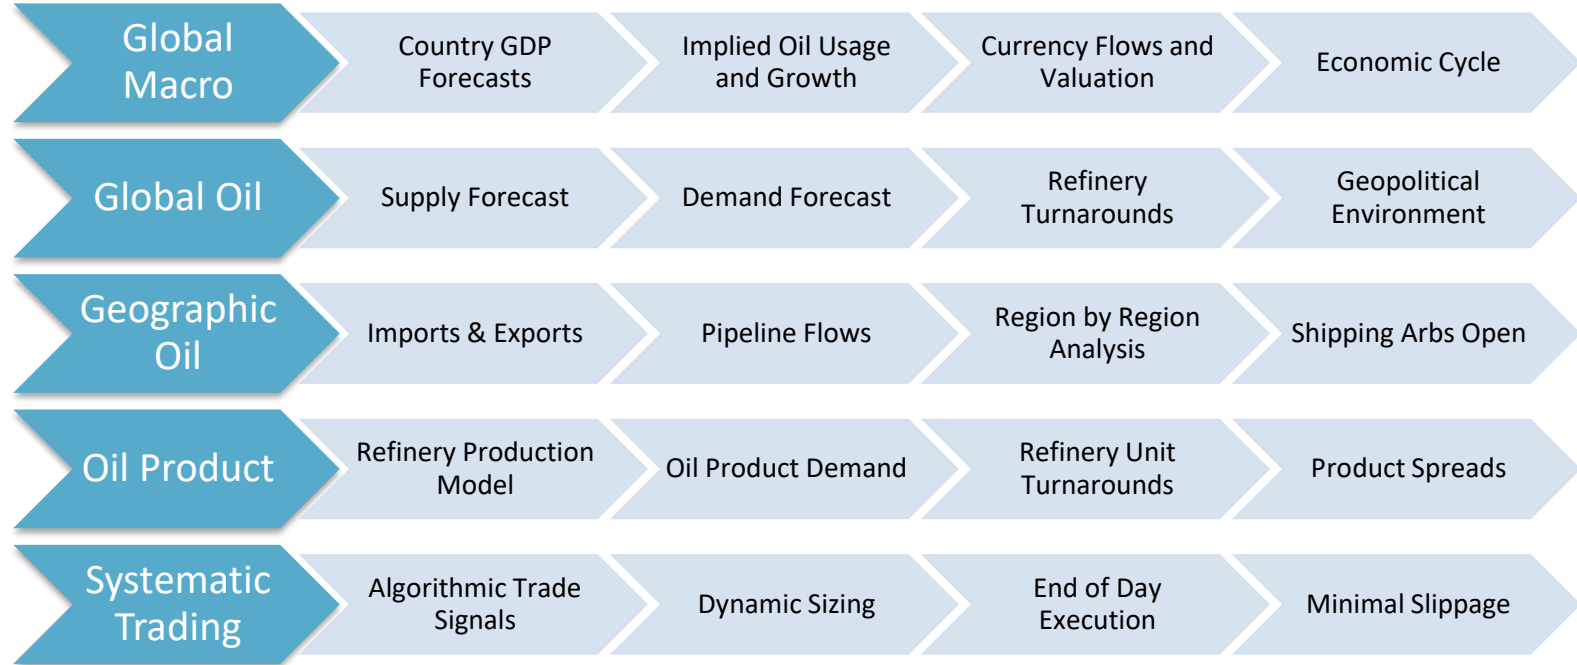 Global
Macro
Country GDP
Forecasts
Implied Oil Usage
and Growth
Currency Flows and
Valuation
Economic Cycle
Global Oil
Supply Forecast
Demand Forecast
Refinery
Turnarounds
Geopolitical
Environment
Geographic
Oil
Imports & Exports
Pipeline Flows
Region by Region
Analysis
Shipping Arbs Open
Oil Product
Refinery Production
Model
Oil Product Demand
Refinery Unit
Turnarounds
Product Spreads
Systematic
Trading
Algorithmic Trade
Signals
Dynamic Sizing
End of Day
Execution
Minimal Slippage